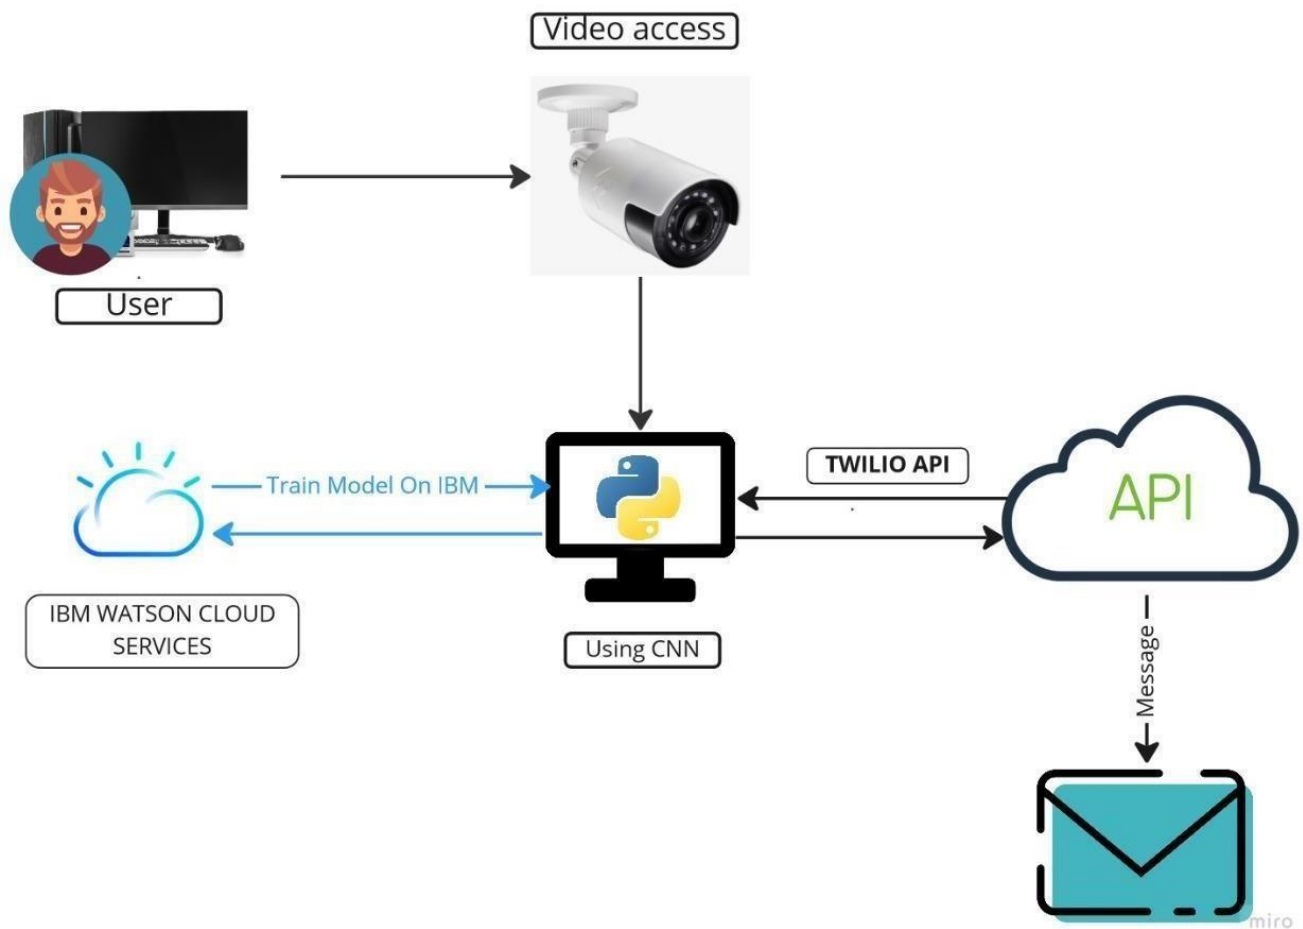 Video access
User
Train Model On IBM
TWILIO API
API
IBM WATSON CLOUD
SERVICES
Using CNN
Message
miro